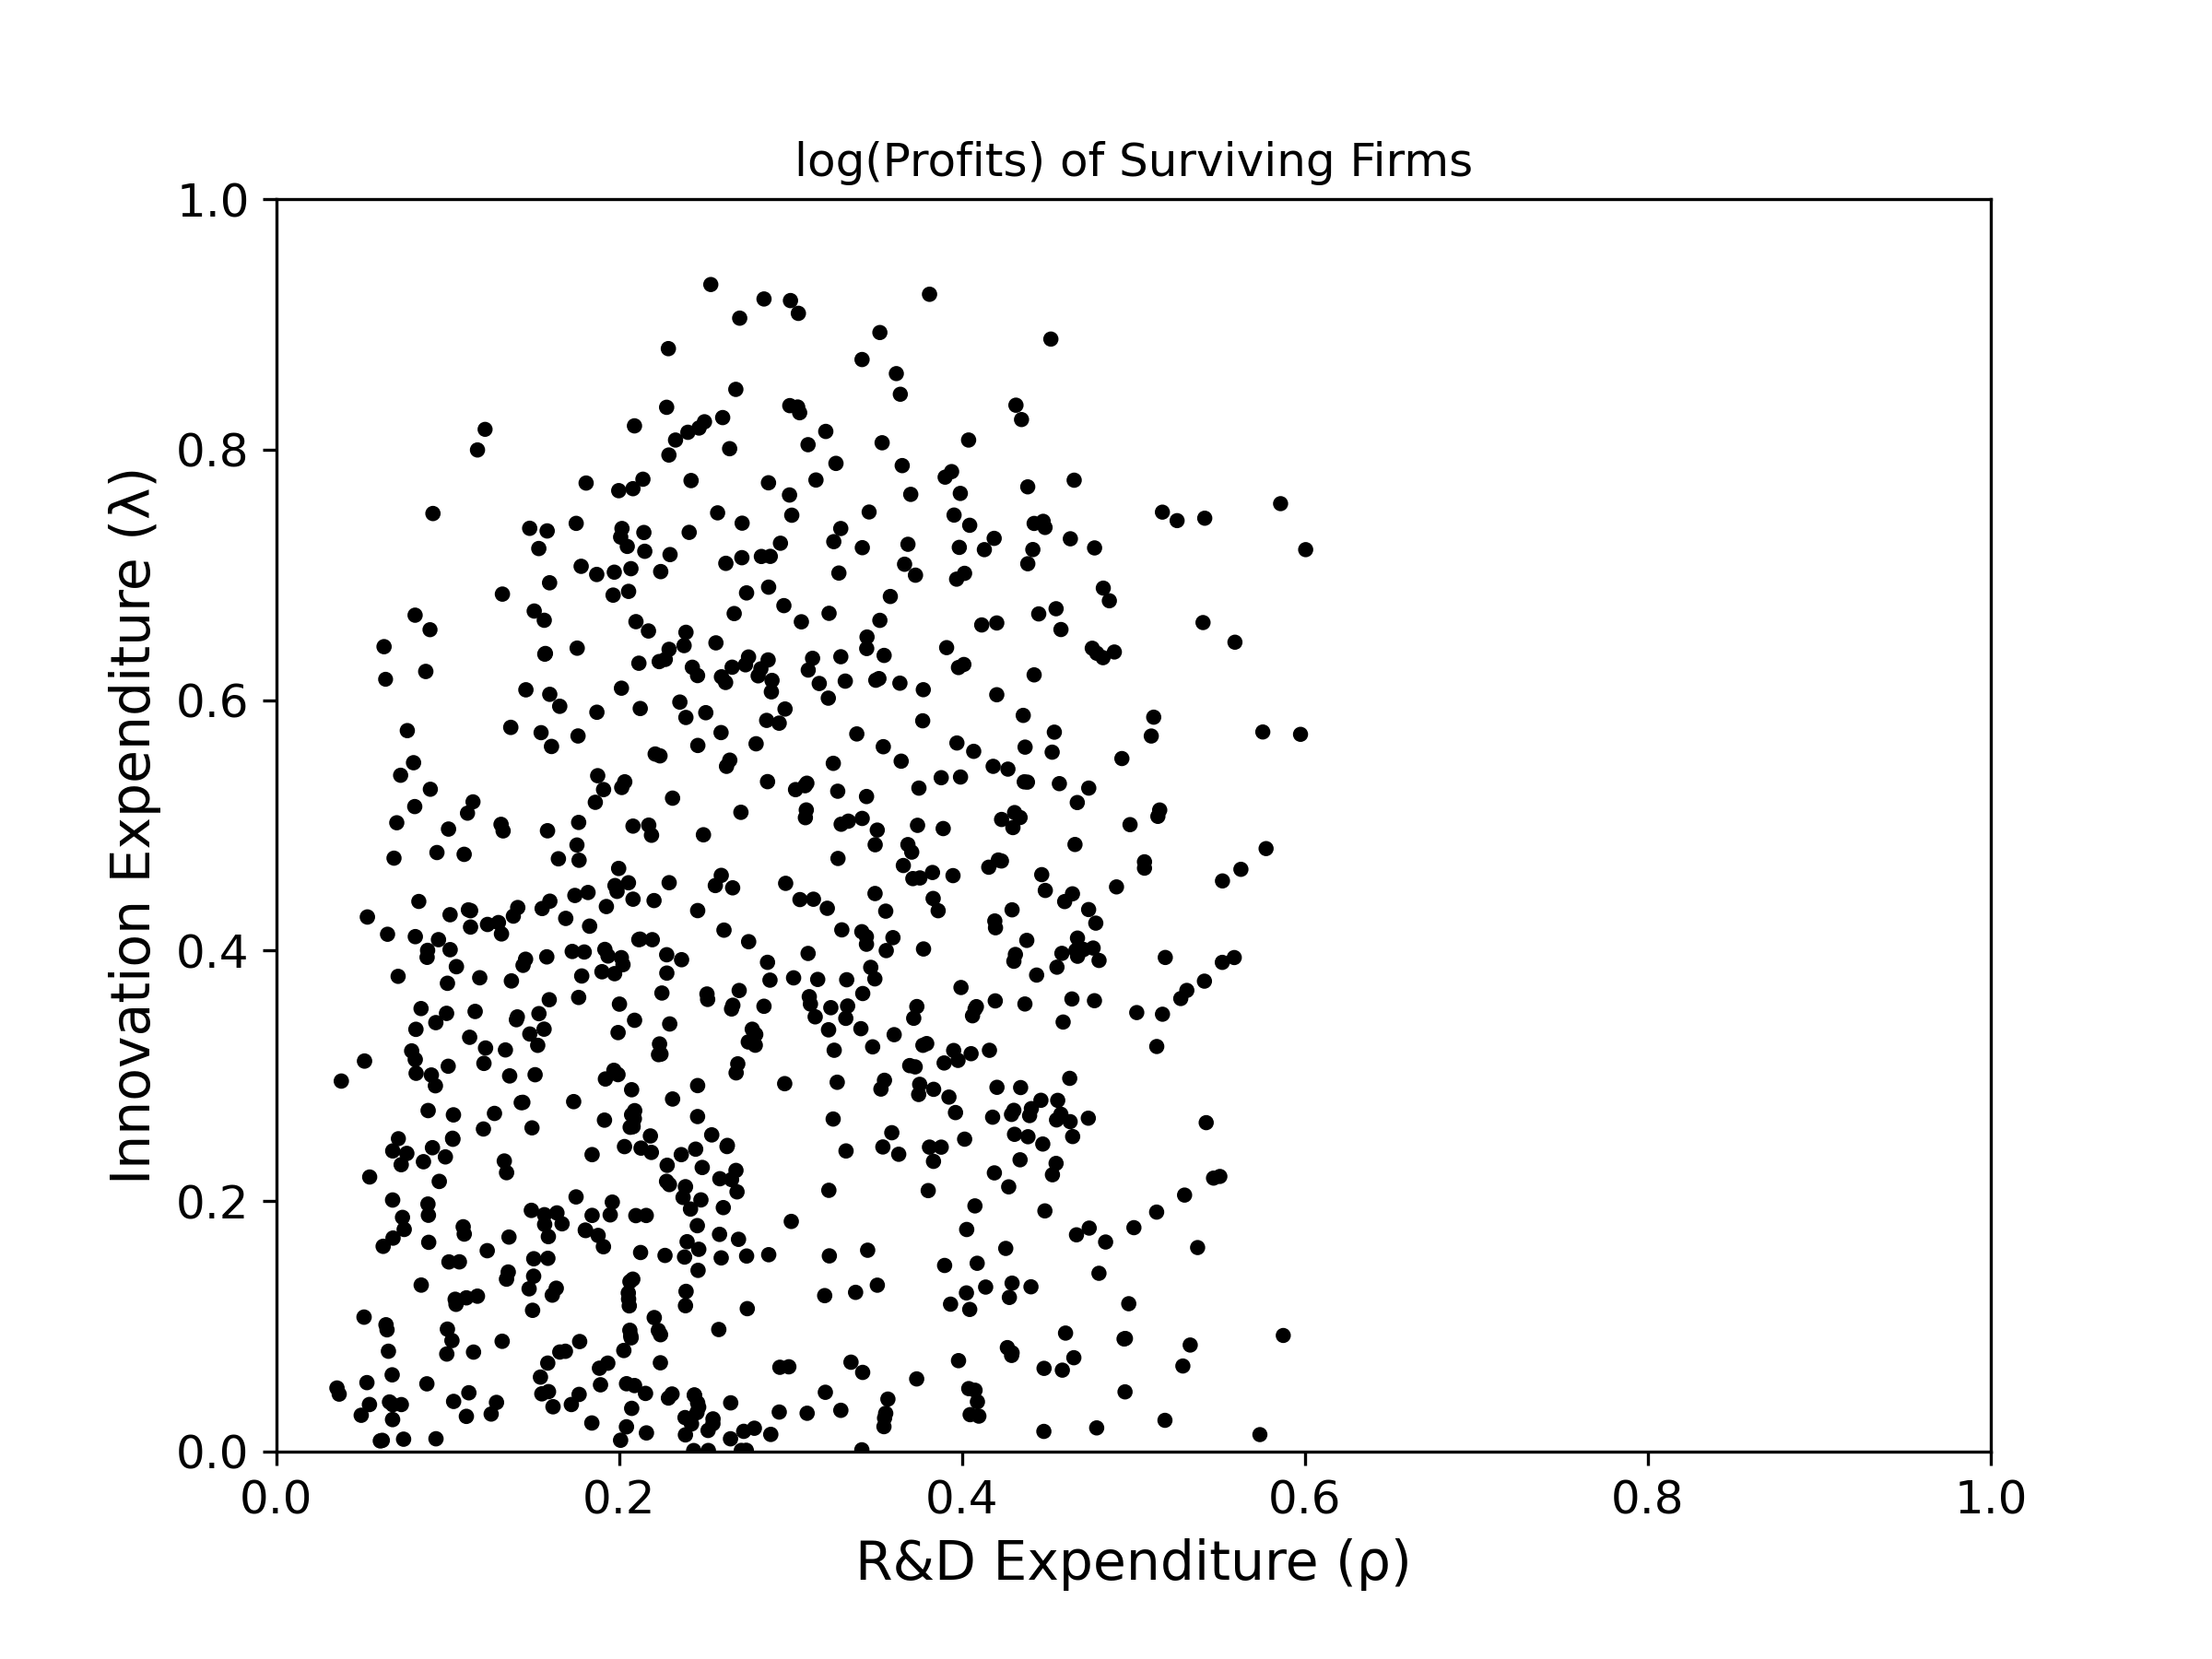 log(Profits) of Surviving Firms
Innovation Expenditure (λ)
1.0
0.8
0.6
0.4
0.2
0.0
0.0 0.2 0.4 0.6 0.8 1.0
R&D Expenditure (ρ)